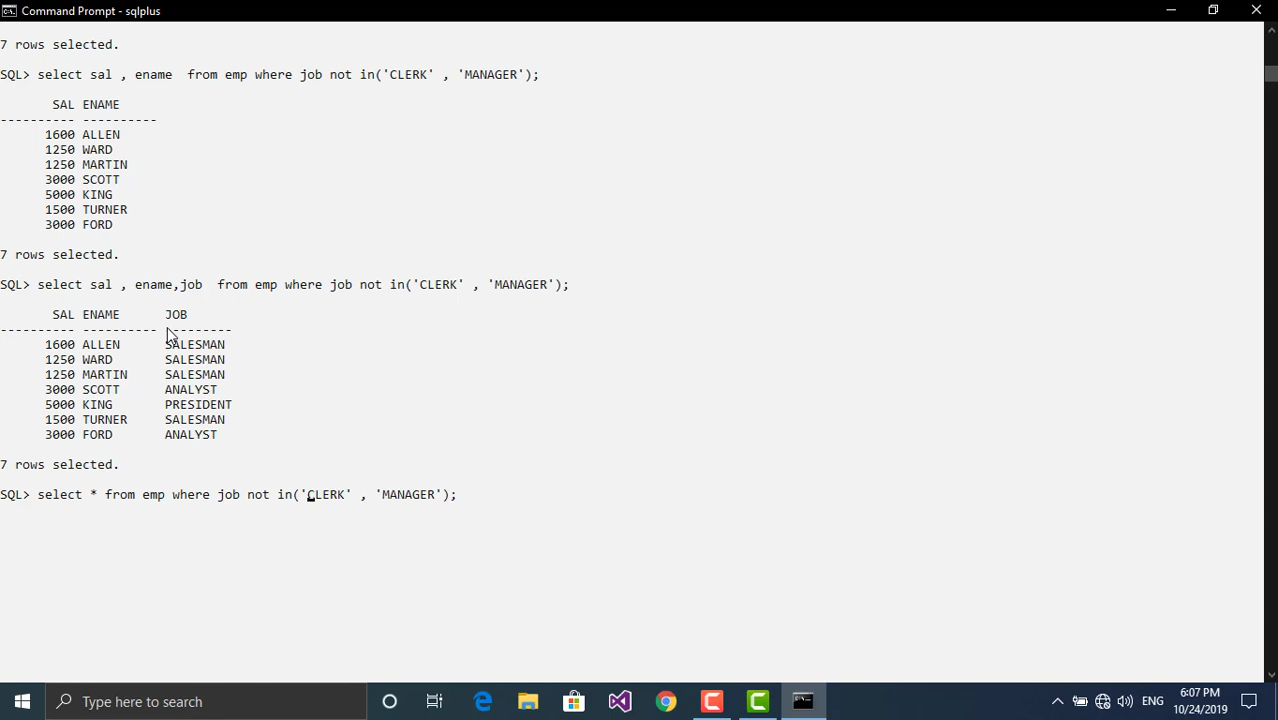 Command Prompt - sqlplus
7 rows selected.
SQL> select sal , ename  from emp where job not in('CLERK' , 'MANAGER');
SAL ENAME
---------- ----------
1600 ALLEN
1250 WARD
1250 MARTIN
3000 SCOTT
5000 KING
1500 TURNER
3000 FORD
7 rows selected.
SQL> select sal , ename,job  from emp where job not in('CLERK' , 'MANAGER');
SAL ENAME      JOB
---------- ---------- ---------
1600 ALLEN      SALESMAN
1250 WARD       SALESMAN
1250 MARTIN     SALESMAN
3000 SCOTT      ANALYST
5000 KING       PRESIDENT
1500 TURNER     SALESMAN
3000 FORD       ANALYST
7 rows selected.
SQL> select * from emp where job not in('CLERK' , 'MANAGER');
Type here to search
ENG
6:07 PM
10/24/2019